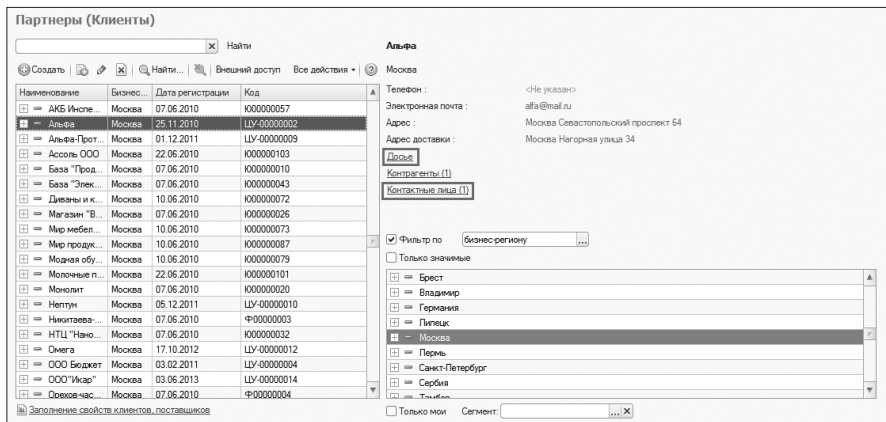 Партнеры (Клиенты)
Найти
Создать Найти... Внешний доступ Все действия
Наименование Бизнес... Дата регистрации Код
АКБ Инспе... Москва 07.06.2010 Ю00000057
Альфа Москва 25.11.2010 ЦУ-00000002
Альфа-Прот... Москва 01.12.2011 ЦУ-00000009
Ассоль ООО Москва 22.06.2010 Ю00000103
База "Прод... Москва 07.06.2010 Ю00000010
База "Элек... Москва 07.06.2010 Ю00000043
Диваны и к... Москва 10.06.2010 Ю00000072
Магазин "В... Москва 07.06.2010 Ю00000026
Мир мебел... Москва 10.06.2010 Ю00000073
Мир продук... Москва 10.06.2010 Ю00000087
Модная обу... Москва 10.06.2010 Ю00000079
Молочные п... Москва 22.06.2010 Ю00000101
Монолит Москва 07.06.2010 Ю00000020
Нептун Москва 05.12.2011 ЦУ-00000010
Никитаева-... Москва 07.06.2010 Ф00000003
НТЦ "Нано... Москва 07.06.2010 Ю00000032
Омега Москва 17.10.2012 ЦУ-00000012
ООО Бюджет Москва 03.02.2011 ЦУ-00000004
ООО"Икар" Москва 03.06.2013 ЦУ-00000014
Орехов-час... Москва 07.06.2010 Ф00000004
Заполнение свойств клиентов, поставщиков
Альфа
Москва
Телефон : <Не указан>
Электронная почта : alfa@mail.ru
Адрес : Москва Севастопольский проспект 64
Адрес доставки : Москва Нагорная улица 34
Досье
Контрагенты (1)
Контактные лица (1)
Фильтр по бизнес-региону ...
Только значимые
Брест
Владимир
Германия
Липецк
Москва
Пермь
Санкт-Петербург
Сербия
Тамбов
Только мои Сегмент: ...